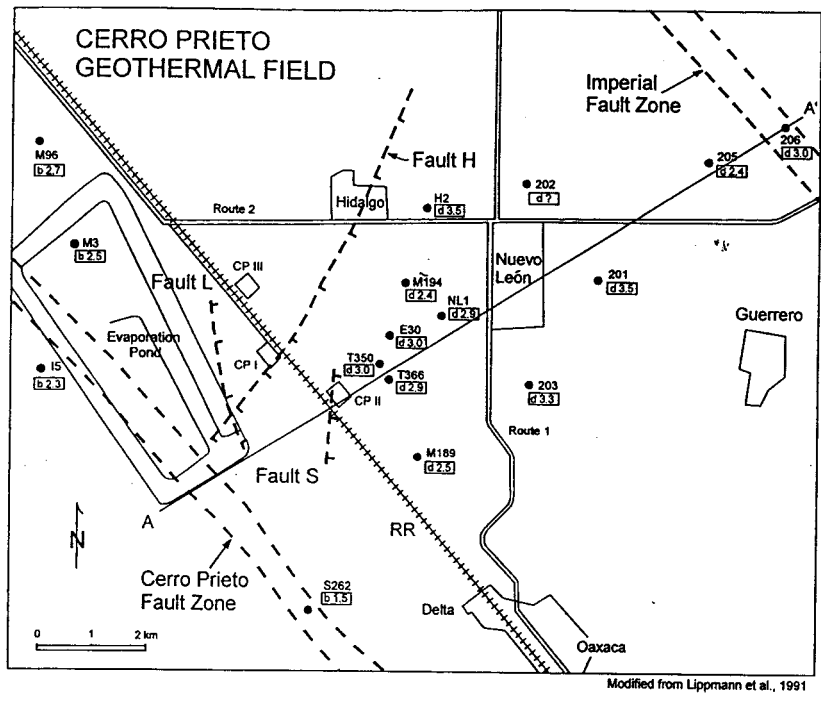 CERRO PRIETO
GEOTHERMAL FIELD
Imperial
Fault Zone
A'
206
d 3.0
205
d 2.4
M96
b 2.7
Fault H
202
d ?
Hidalgo
H2
d 3.5
Route 2
M3
b 2.5
CP III
Fault L
M194
d 2.4
Nuevo
León
201
d 3.5
NL1
d 2.9
Guerrero
E30
d 3.0
Evaporation
Pond
CP I
T350
d 3.0
T366
d 2.9
I5
b 2.3
CP II
203
d 3.3
Route 1
M189
d 2.5
Fault S
A
RR
N
Cerro Prieto
Fault Zone
S262
b 1.5
Delta
Oaxaca
0 1 2 km
Modified from Lippmann et al., 1991